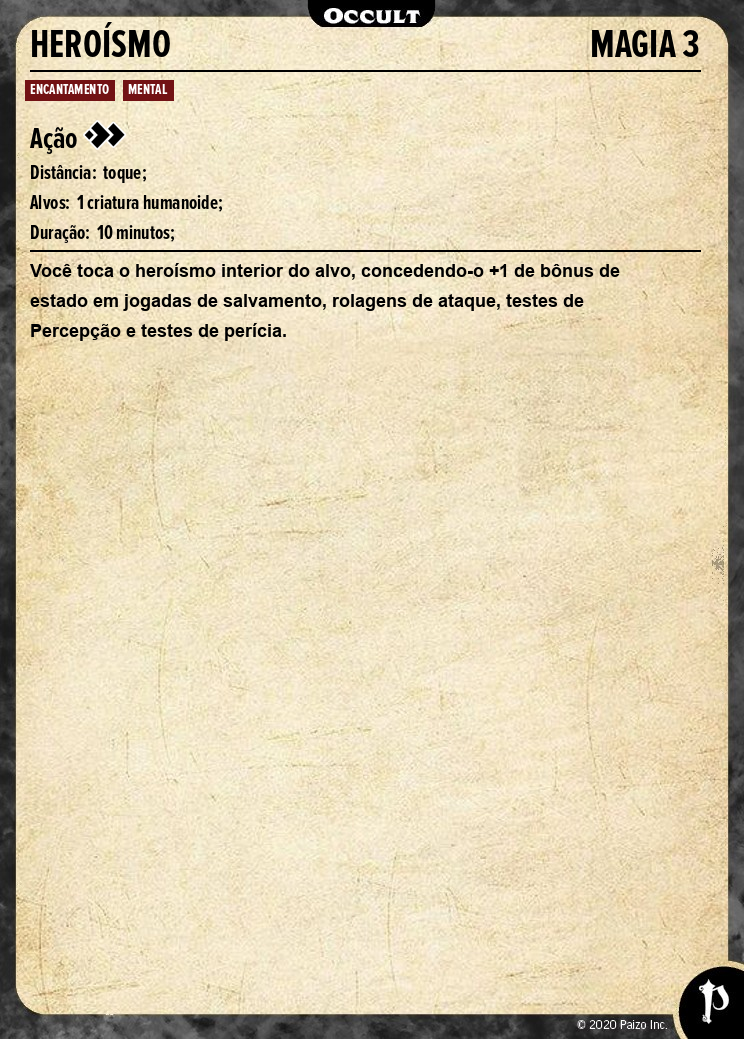 OCCULT
HEROÍSMO MAGIA 3
ENCANTAMENTO MENTAL
Ação
Distância: toque;
Alvos: 1 criatura humanoide;
Duração: 10 minutos;
Você toca o heroísmo interior do alvo, concedendo-o +1 de bônus de
estado em jogadas de salvamento, rolagens de ataque, testes de
Percepção e testes de perícia.
© 2020 Paizo Inc.
P